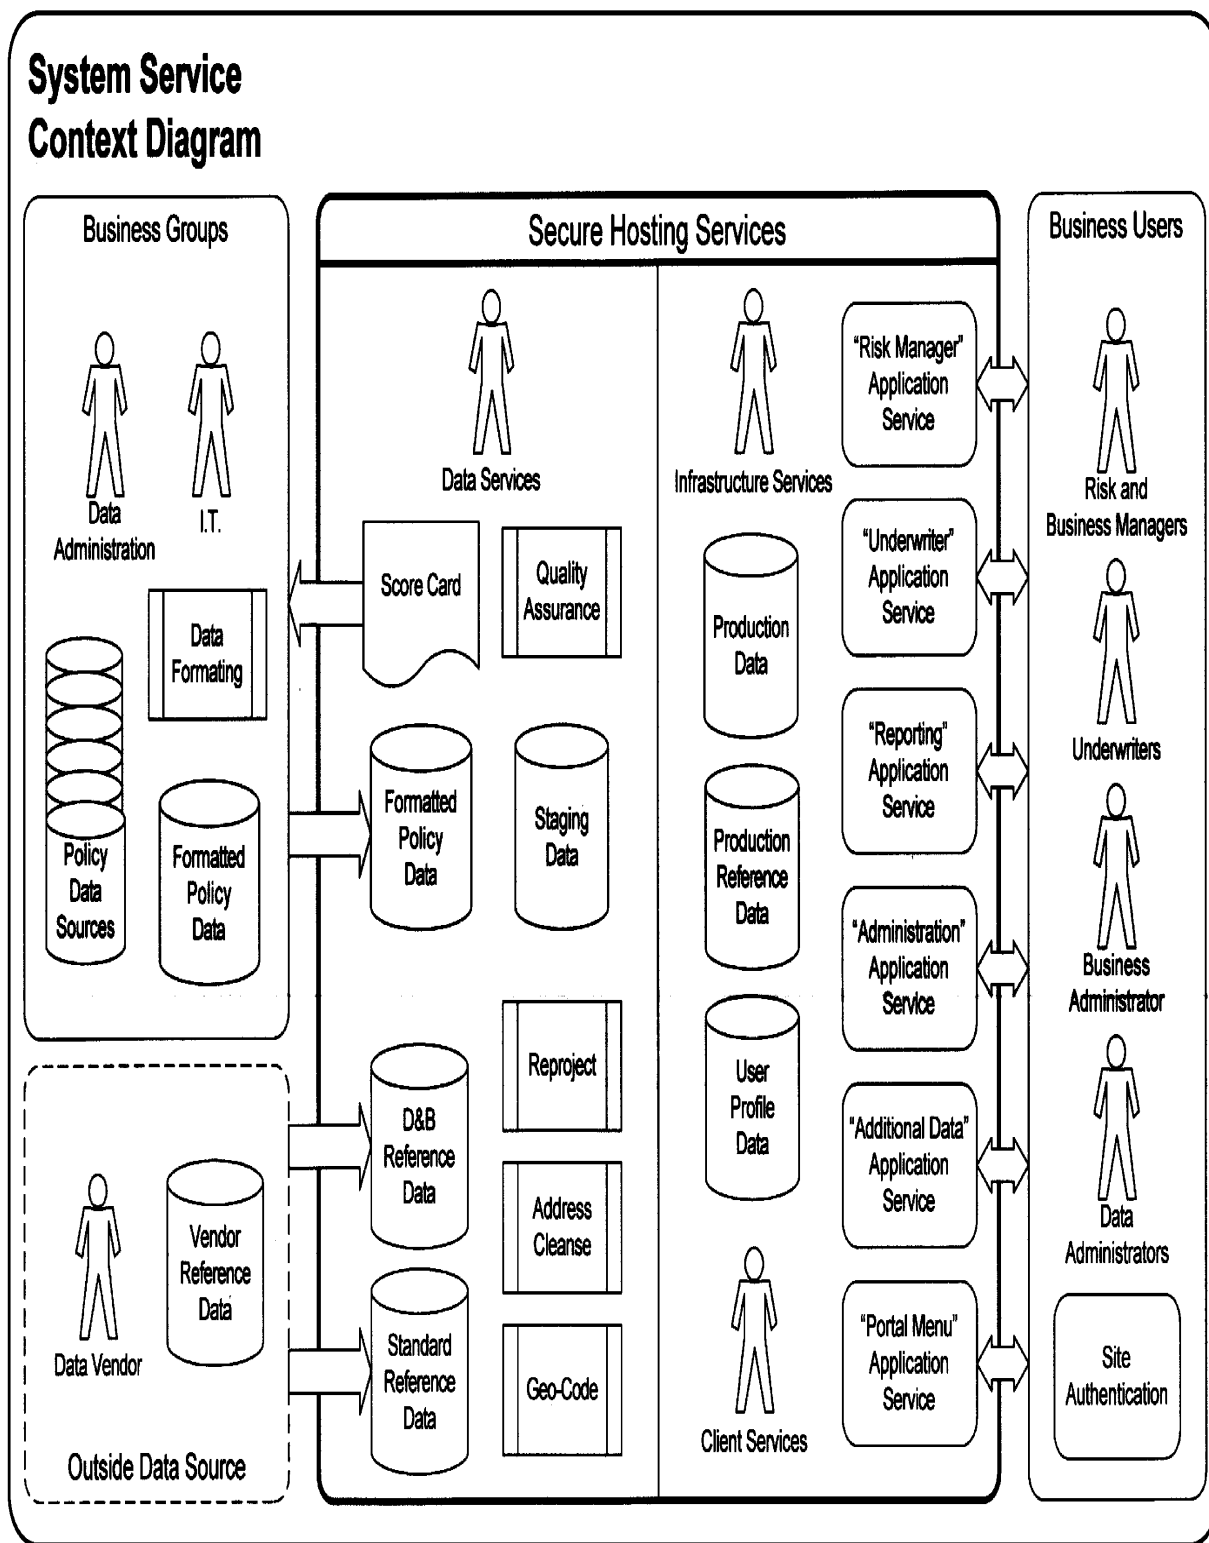 System Service
Context Diagram
Business Groups
Data
Administration
I.T.
Data
Formating
Policy
Data
Sources
Formatted
Policy
Data
Data Vendor
Vendor
Reference
Data
Outside Data Source
Secure Hosting Services
Data Services
Score Card
Quality
Assurance
Formatted
Policy
Data
Staging
Data
Reproject
D&B
Reference
Data
Address
Cleanse
Standard
Reference
Data
Geo-Code
Infrastructure Services
Production
Data
Production
Reference
Data
User
Profile
Data
Client Services
“Risk Manager”
Application
Service
“Underwriter”
Application
Service
“Reporting”
Application
Service
“Administration”
Application
Service
“Additional Data”
Application
Service
“Portal Menu”
Application
Service
Business Users
Risk and
Business Managers
Underwriters
Business
Administrator
Data
Administrators
Site
Authentication